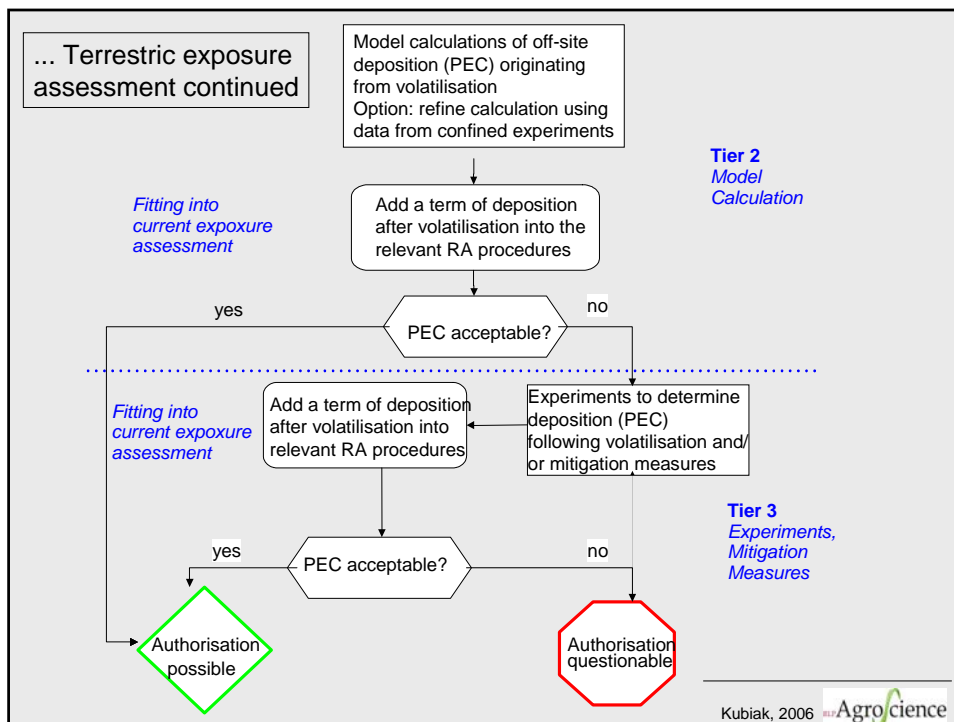 ... Terrestric exposure
assessment continued
Model calculations of off-site
deposition (PEC) originating
from volatilisation
Option: refine calculation using
data from confined experiments
Tier 2
Model
Calculation
Fitting into
current expoxure
assessment
Add a term of deposition
after volatilisation into the
relevant RA procedures
yes
no
PEC acceptable?
Fitting into
current expoxure
assessment
Add a term of deposition
after volatilisation into
relevant RA procedures
Experiments to determine
deposition (PEC)
following volatilisation and/
or mitigation measures
Tier 3
Experiments,
Mitigation
Measures
yes
no
PEC acceptable?
Authorisation
possible
Authorisation
questionable
Kubiak, 2006
AgroScience